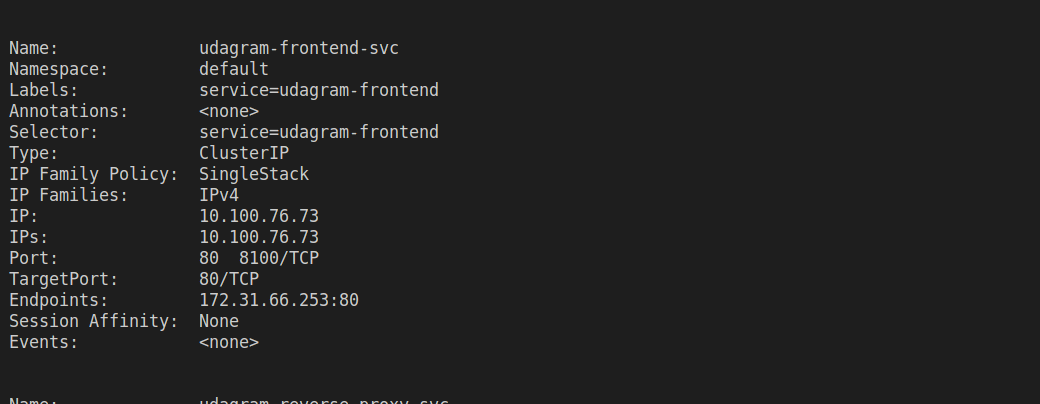 Name: udagram-frontend-svc
Namespace: default
Labels: service=udagram-frontend
Annotations: <none>
Selector: service=udagram-frontend
Type: ClusterIP
IP Family Policy: SingleStack
IP Families: IPv4
IP: 10.100.76.73
IPs: 10.100.76.73
Port: 80 8100/TCP
TargetPort: 80/TCP
Endpoints: 172.31.66.253:80
Session Affinity: None
Events: <none>
Name: udagram-reverse-proxy-svc